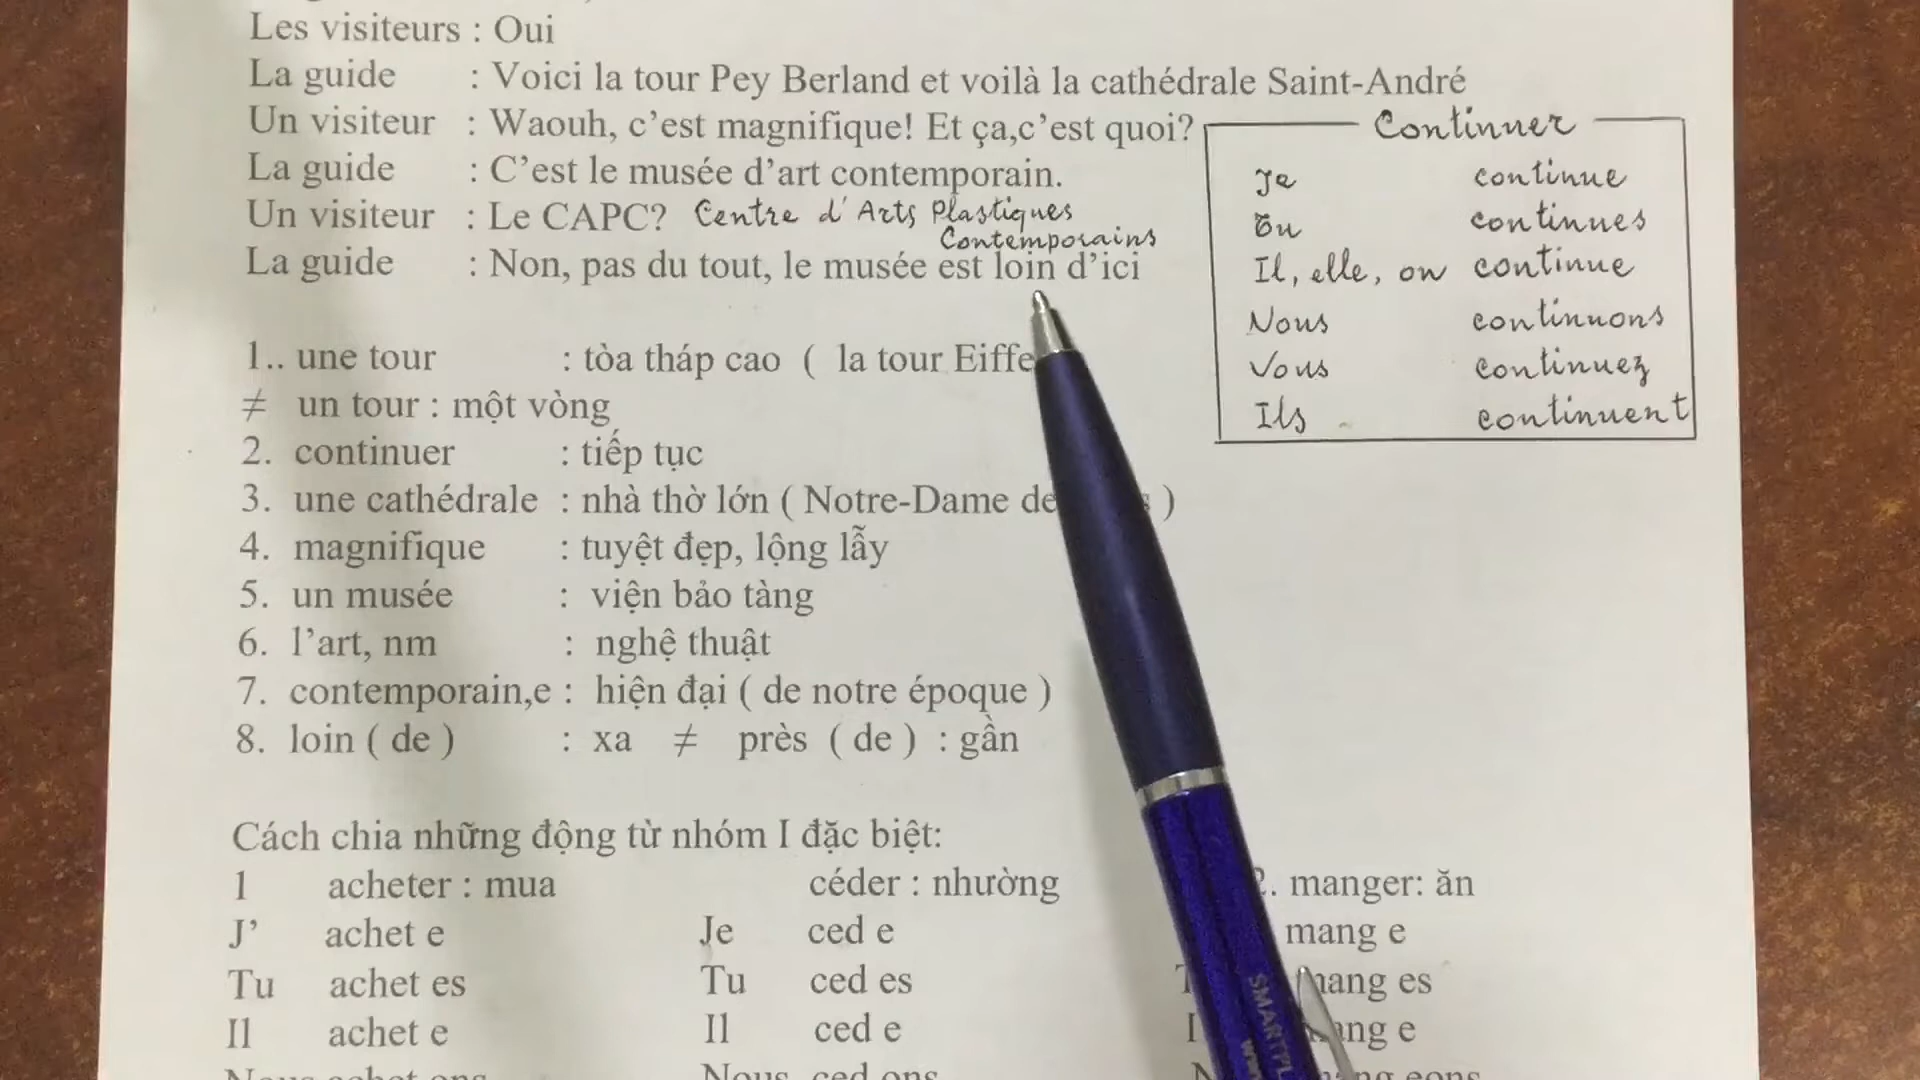 Les visiteurs : Oui
La guide : Voici la tour Pey Berland et voilà la cathédrale Saint-André
Un visiteur : Waouh, c’est magnifique! Et ça,c’est quoi?
La guide : C’est le musée d’art contemporain.
Un visiteur : Le CAPC? Centre d'Arts Plastiques
Contemporains
La guide : Non, pas du tout, le musée est loin d’ici
Continuer
Je continue
Tu continues
Il, elle, on continue
Nous continuons
Vous continuez
Ils continuent
1.. une tour : tòa tháp cao ( la tour
≠ un tour : một vòng
2. continuer : tiếp tục
3. une cathédrale : nhà thờ lớn ( Notre-Dame de )
4. magnifique : tuyệt đẹp, lộng lẫy
5. un musée : viện bảo tàng
6. l’art, nm : nghệ thuật
7. contemporain,e : hiện đại ( de notre époque )
8. loin ( de ) : xa ≠ près ( de ) : gần
Cách chia những động từ nhóm I đặc biệt:
1 acheter : mua céder : nhường 2. manger: ăn
J’ achet e Je ced e mang e
Tu achet es Tu ced es mang es
Il achet e Il ced e e
Nous achet ons Nous ced ons